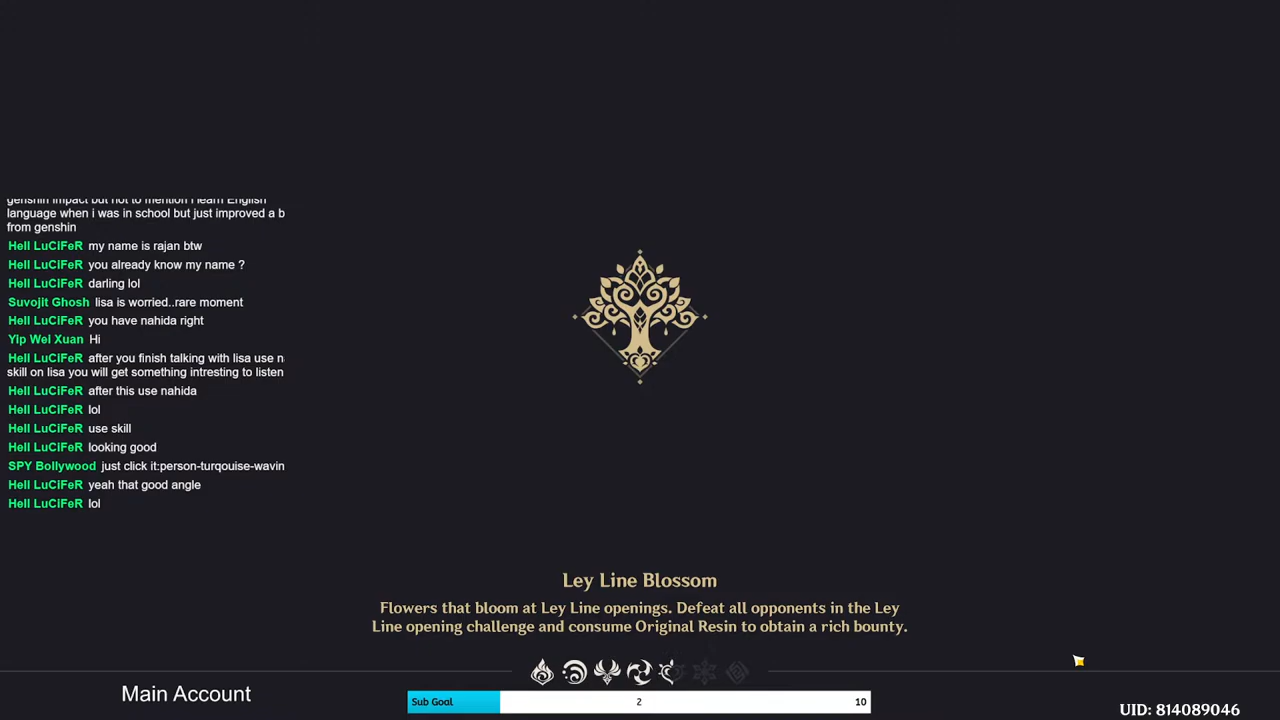 genshin impact but not to mention i learn English
language when i was in school but just improved a b
from genshin
Hell LuCiFeR my name is rajan btw
Hell LuCiFeR you already know my name ?
Hell LuCiFeR darling lol
Suvojit Ghosh lisa is worried..rare moment
Hell LuCiFeR you have nahida right
Yip Wei Xuan Hi
Hell LuCiFeR after you finish talking with lisa use n
skill on lisa you will get something intresting to listen
Hell LuCiFeR after this use nahida
Hell LuCiFeR lol
Hell LuCiFeR use skill
Hell LuCiFeR looking good
SPY Bollywood just click it:person-turqouise-wavin
Hell LuCiFeR yeah that good angle
Hell LuCiFeR lol
Ley Line Blossom
Flowers that bloom at Ley Line openings. Defeat all opponents in the Ley
Line opening challenge and consume Original Resin to obtain a rich bounty.
Main Account
Sub Goal 2 10
UID: 814089046